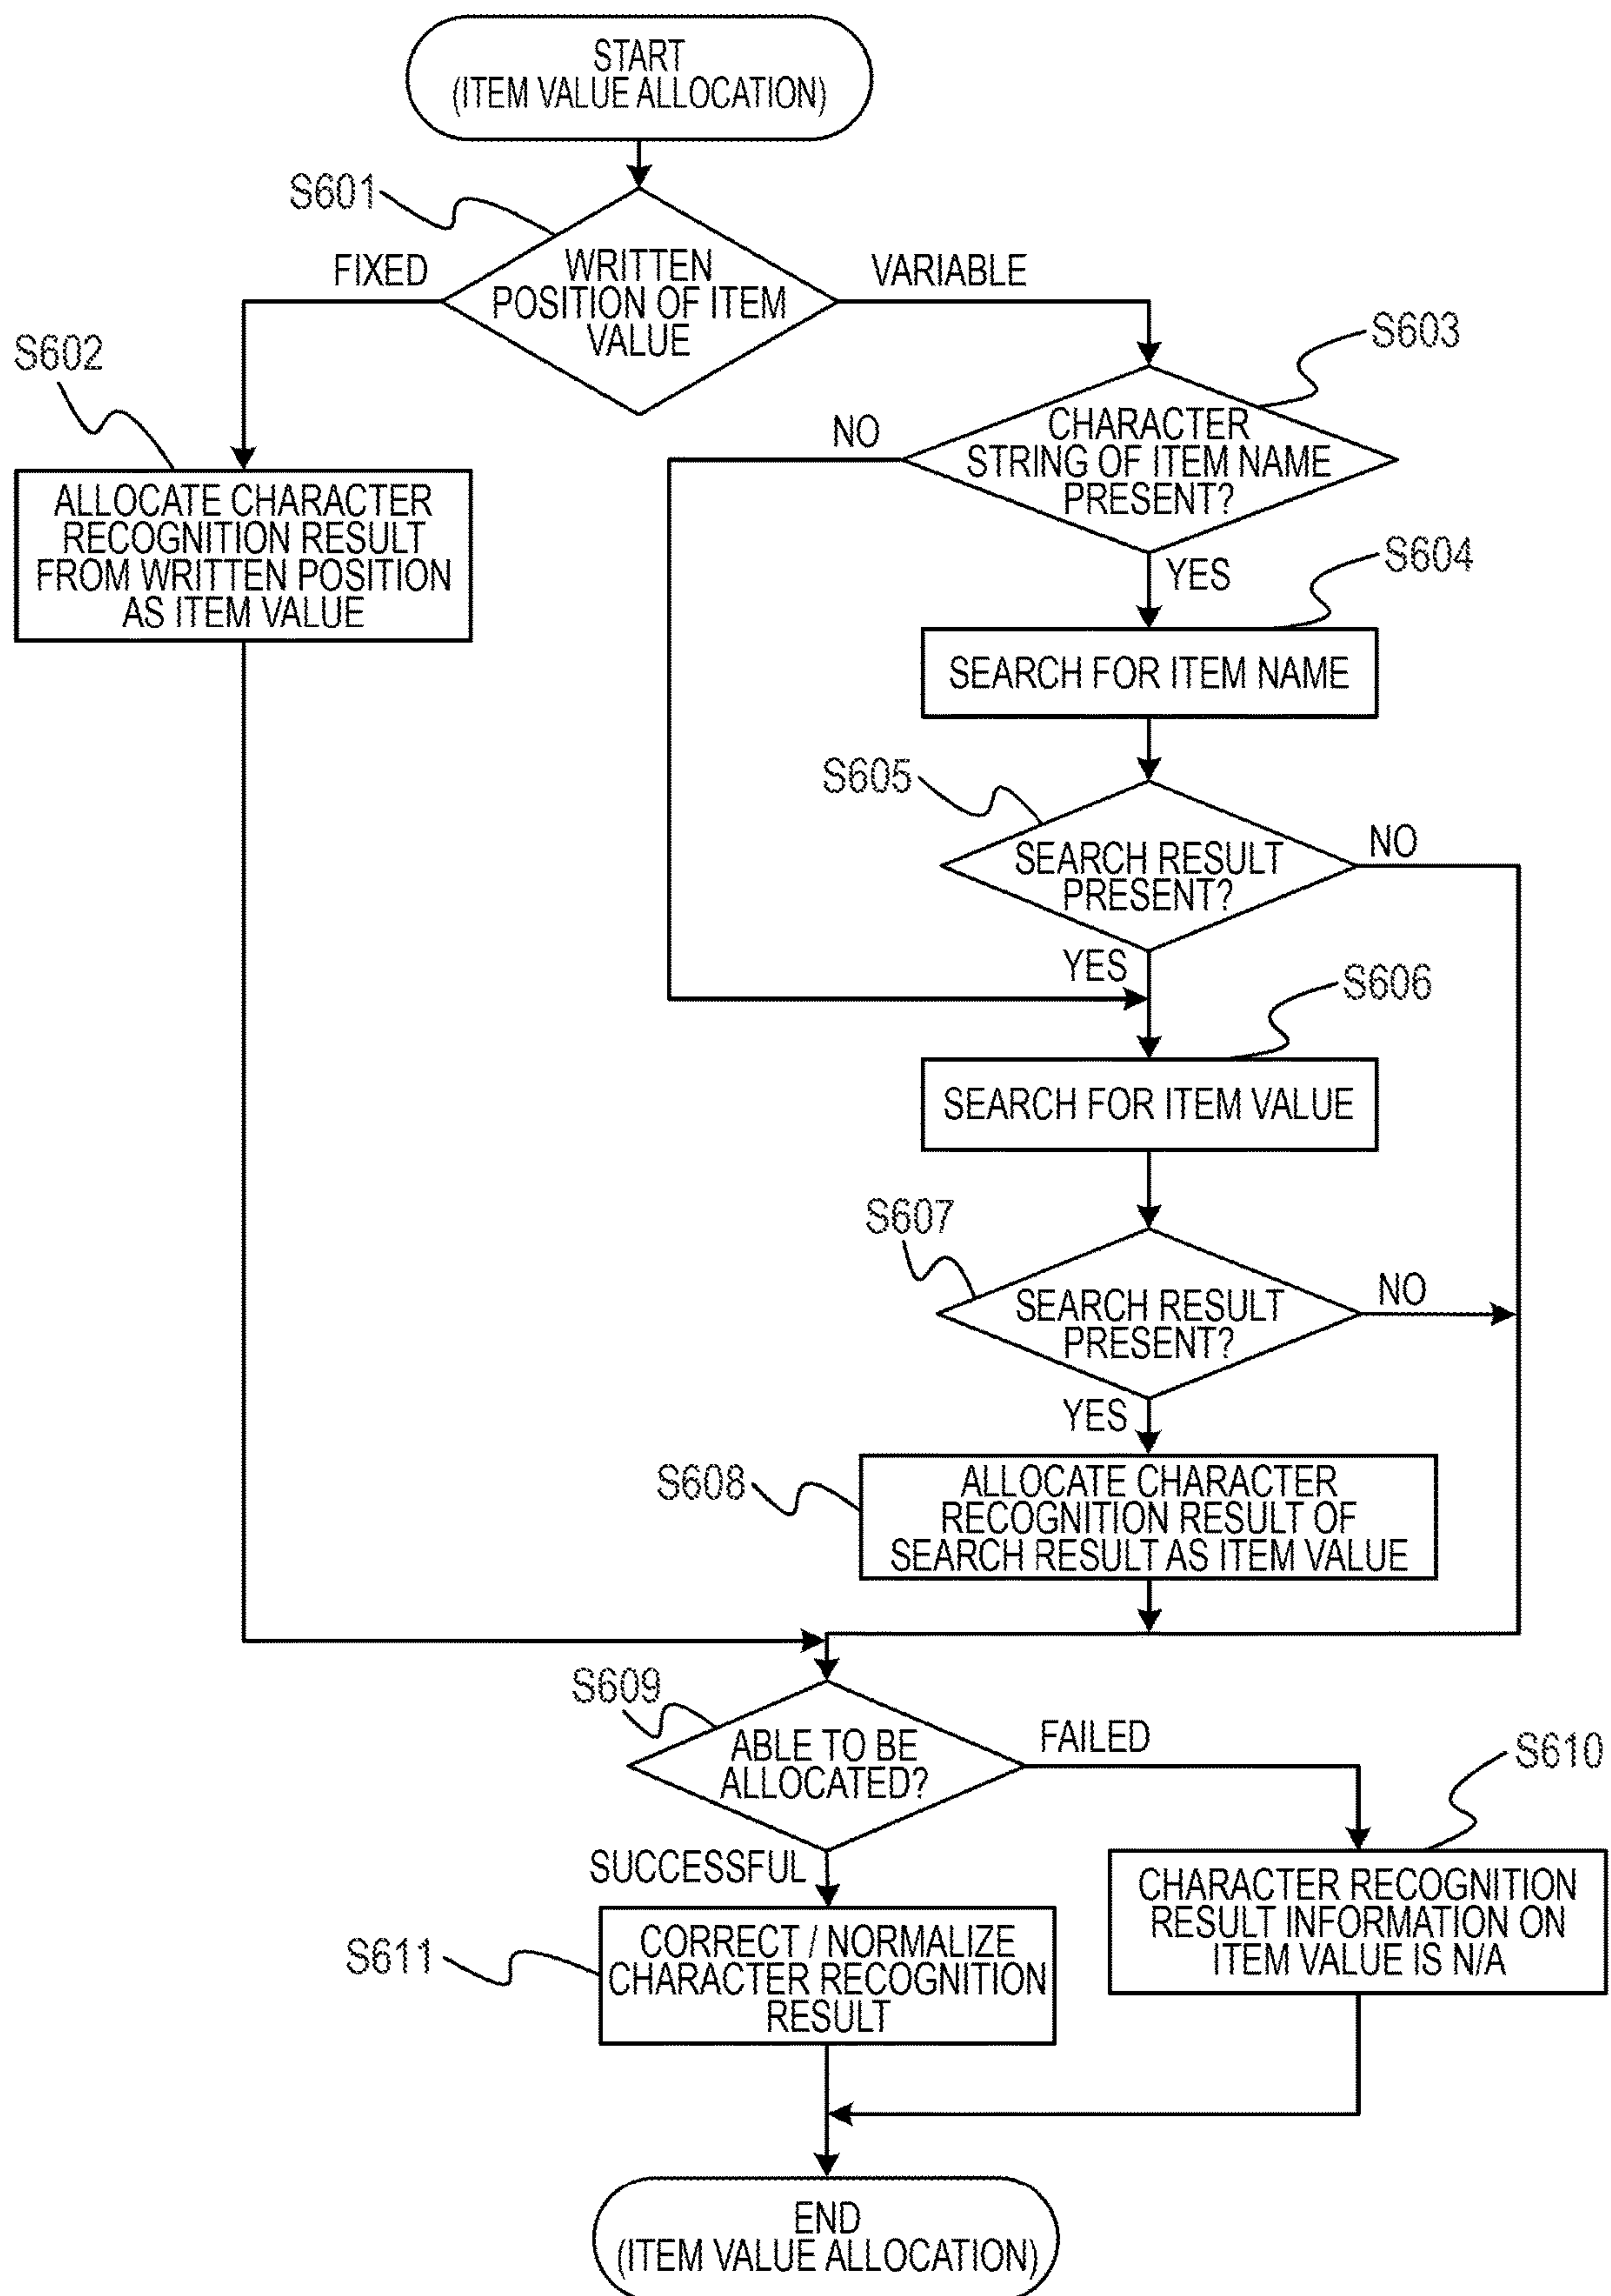 START
(ITEM VALUE ALLOCATION)
S601
FIXED
WRITTEN
POSITION OF ITEM
VALUE
VARIABLE
S602
ALLOCATE CHARACTER
RECOGNITION RESULT
FROM WRITTEN POSITION
AS ITEM VALUE
S603
NO
CHARACTER
STRING OF ITEM NAME
PRESENT?
YES
S604
SEARCH FOR ITEM NAME
S605
SEARCH RESULT
PRESENT?
NO
YES
S606
SEARCH FOR ITEM VALUE
S607
SEARCH RESULT
PRESENT?
NO
YES
S608
ALLOCATE CHARACTER
RECOGNITION RESULT OF
SEARCH RESULT AS ITEM VALUE
S609
ABLE TO BE
ALLOCATED?
FAILED
S610
CHARACTER RECOGNITION
RESULT INFORMATION ON
ITEM VALUE IS N/A
SUCCESSFUL
S611
CORRECT / NORMALIZE
CHARACTER RECOGNITION
RESULT
END
(ITEM VALUE ALLOCATION)